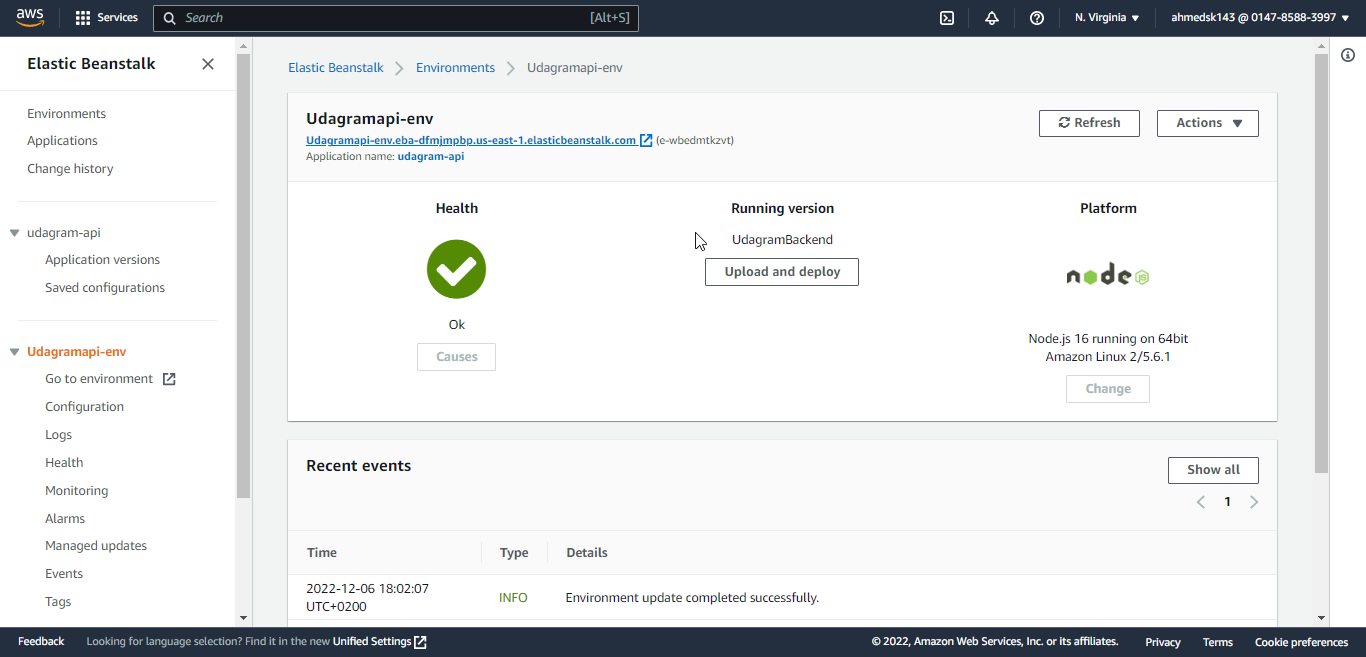 aws
Services
Search
[Alt+S]
N. Virginia
ahmedsk143 @ 0147-8588-3997
Elastic Beanstalk
Environments
Applications
Change history
udagram-api
Application versions
Saved configurations
Udagramapi-env
Go to environment
Configuration
Logs
Health
Monitoring
Alarms
Managed updates
Events
Tags
Elastic Beanstalk
Environments
Udagramapi-env
Udagramapi-env
Udagramapi-env.eba-dfmjmpbp.us-east-1.elasticbeanstalk.com (e-wbedmtkzvt)
Application name: udagram-api
Refresh
Actions
Health
Ok
Causes
Running version
UdagramBackend
Upload and deploy
Platform
node JS
Node.js 16 running on 64bit
Amazon Linux 2/5.6.1
Change
Recent events
Show all
1
Time
Type
Details
2022-12-06 18:02:07
UTC+0200
INFO
Environment update completed successfully.
Feedback
Looking for language selection? Find it in the new Unified Settings
© 2022, Amazon Web Services, Inc. or its affiliates.
Privacy
Terms
Cookie preferences